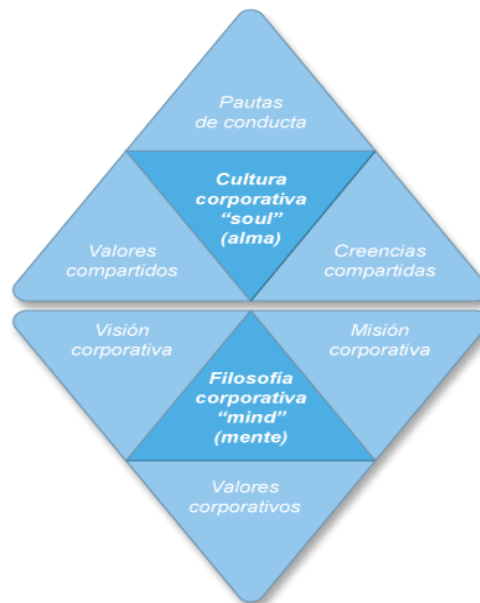 Pautas
de conducta
Cultura
corporativa
“soul”
(alma)
Valores
compartidos
Creencias
compartidas
Visión
corporativa
Misión
corporativa
Filosofía
corporativa
“mind”
(mente)
Valores
corporativos